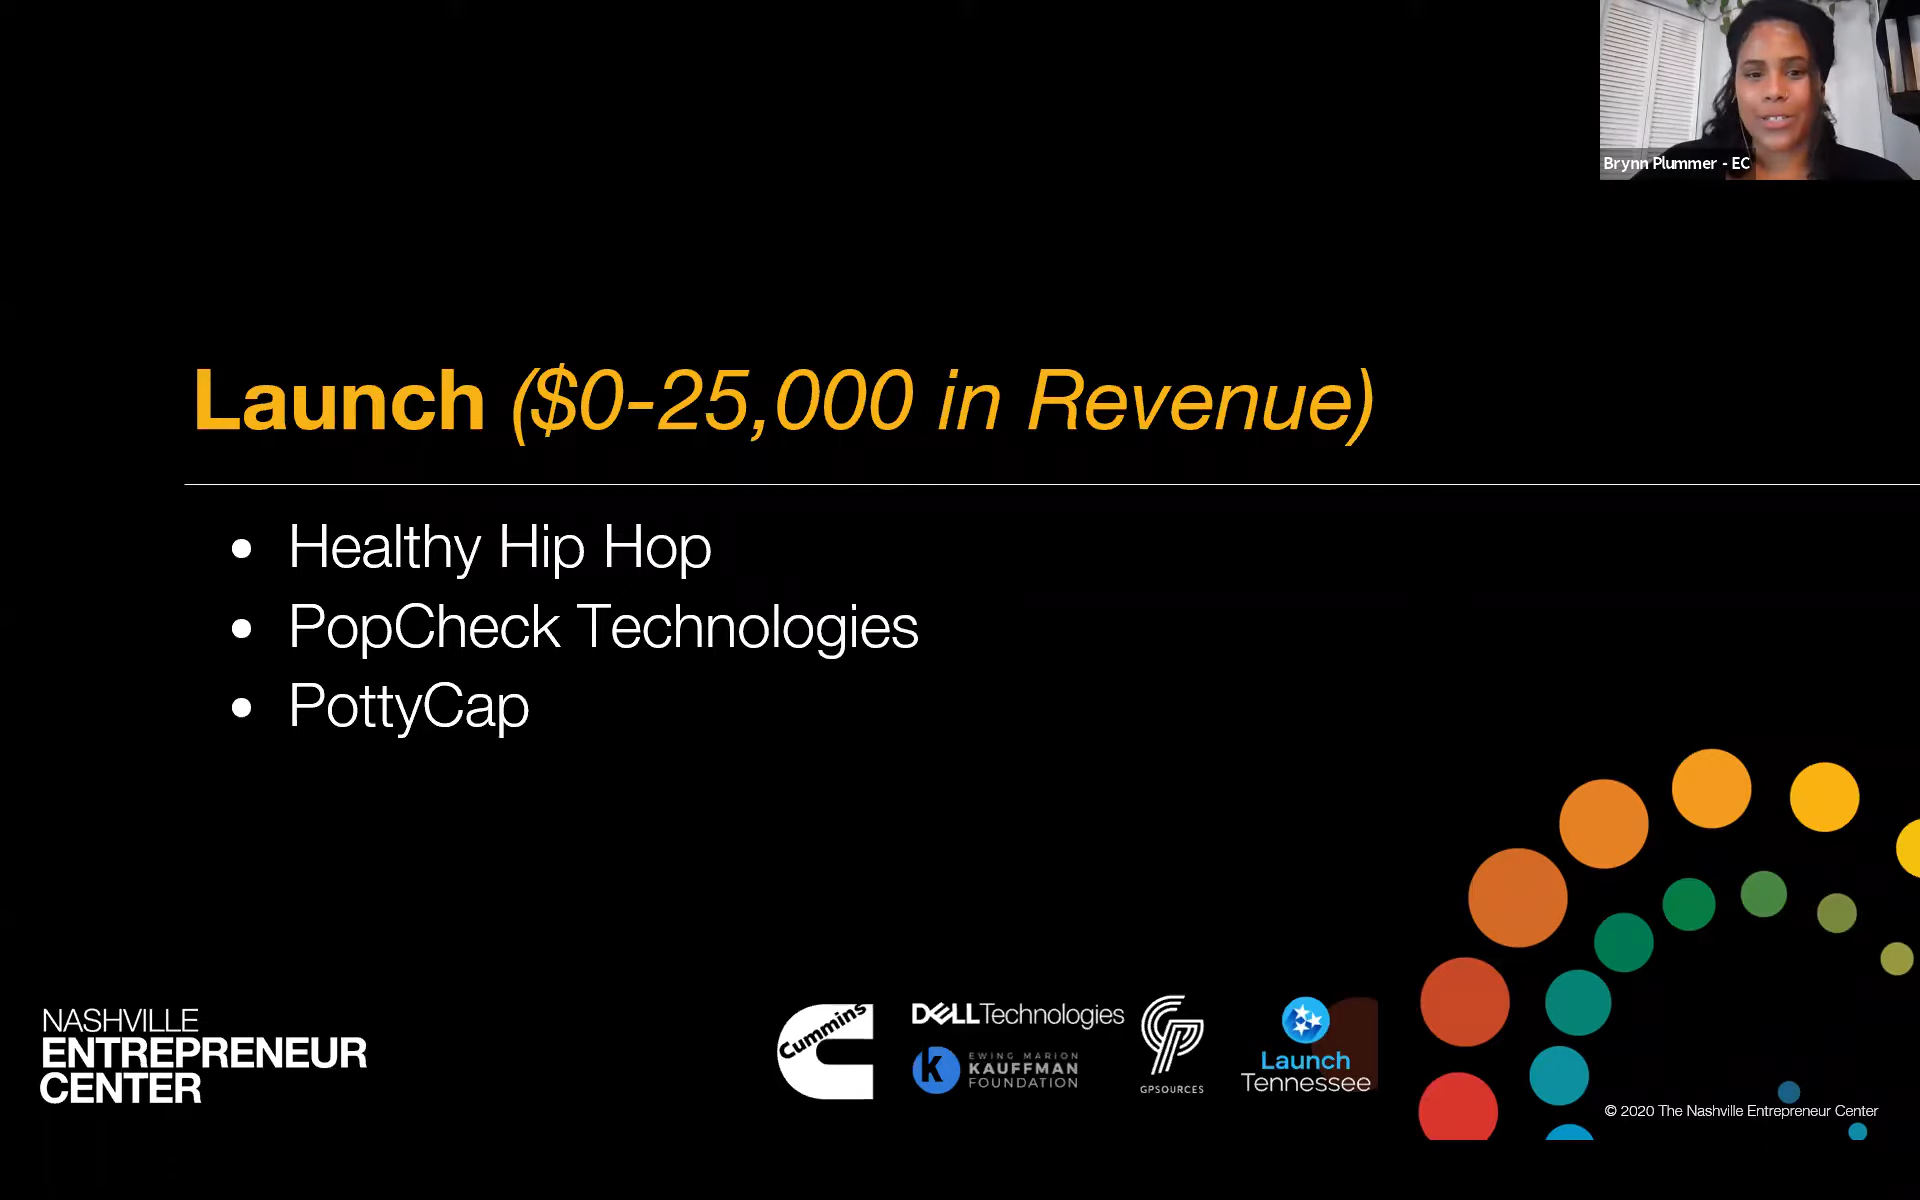 Brynn Plummer - EC
Launch ($0-25,000 in Revenue)
• Healthy Hip Hop
• PopCheck Technologies
• PottyCap
NASHVILLE
ENTREPRENEUR
CENTER
Cummins
DELLTechnologies
K
EWING MARION
KAUFFMAN
FOUNDATION
GPSOURCES
Launch
Tennessee
© 2020 The Nashville Entrepreneur Center